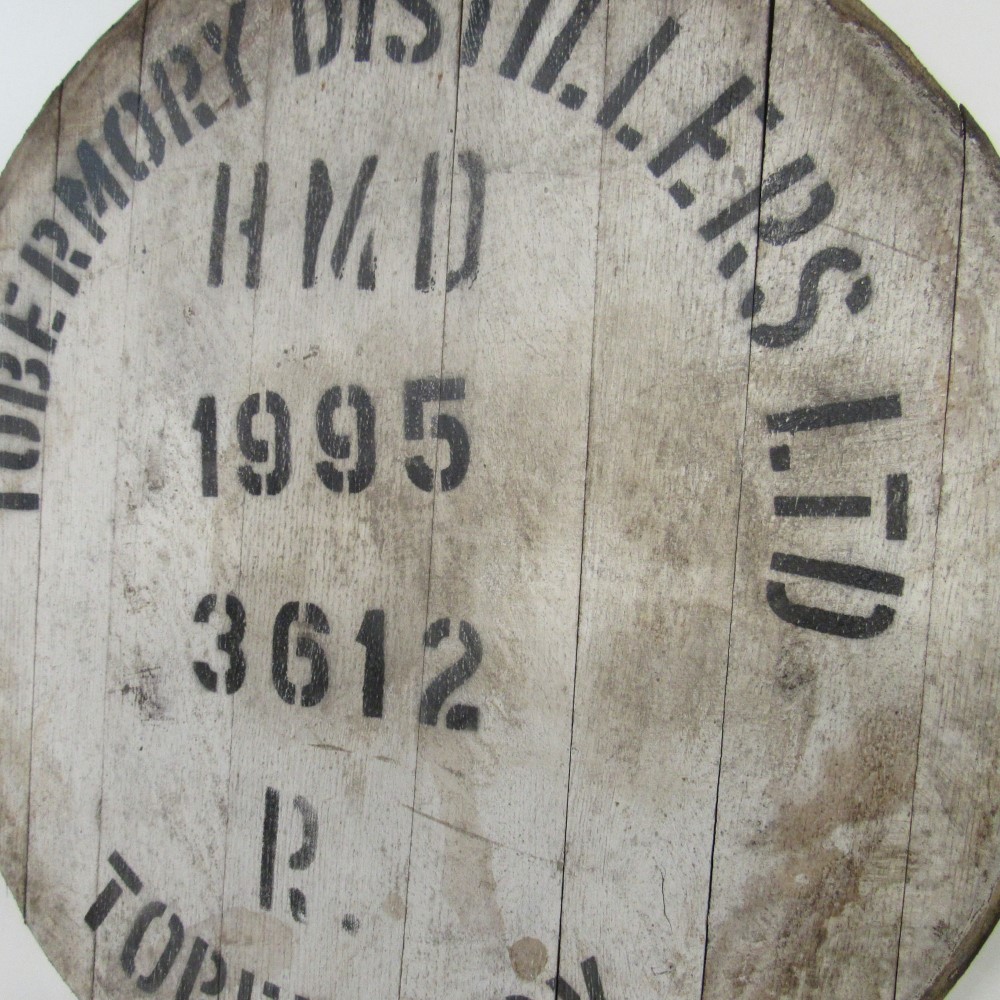 TOBERMORY DISTILLERS LTD
HMD
1995
3612
R.